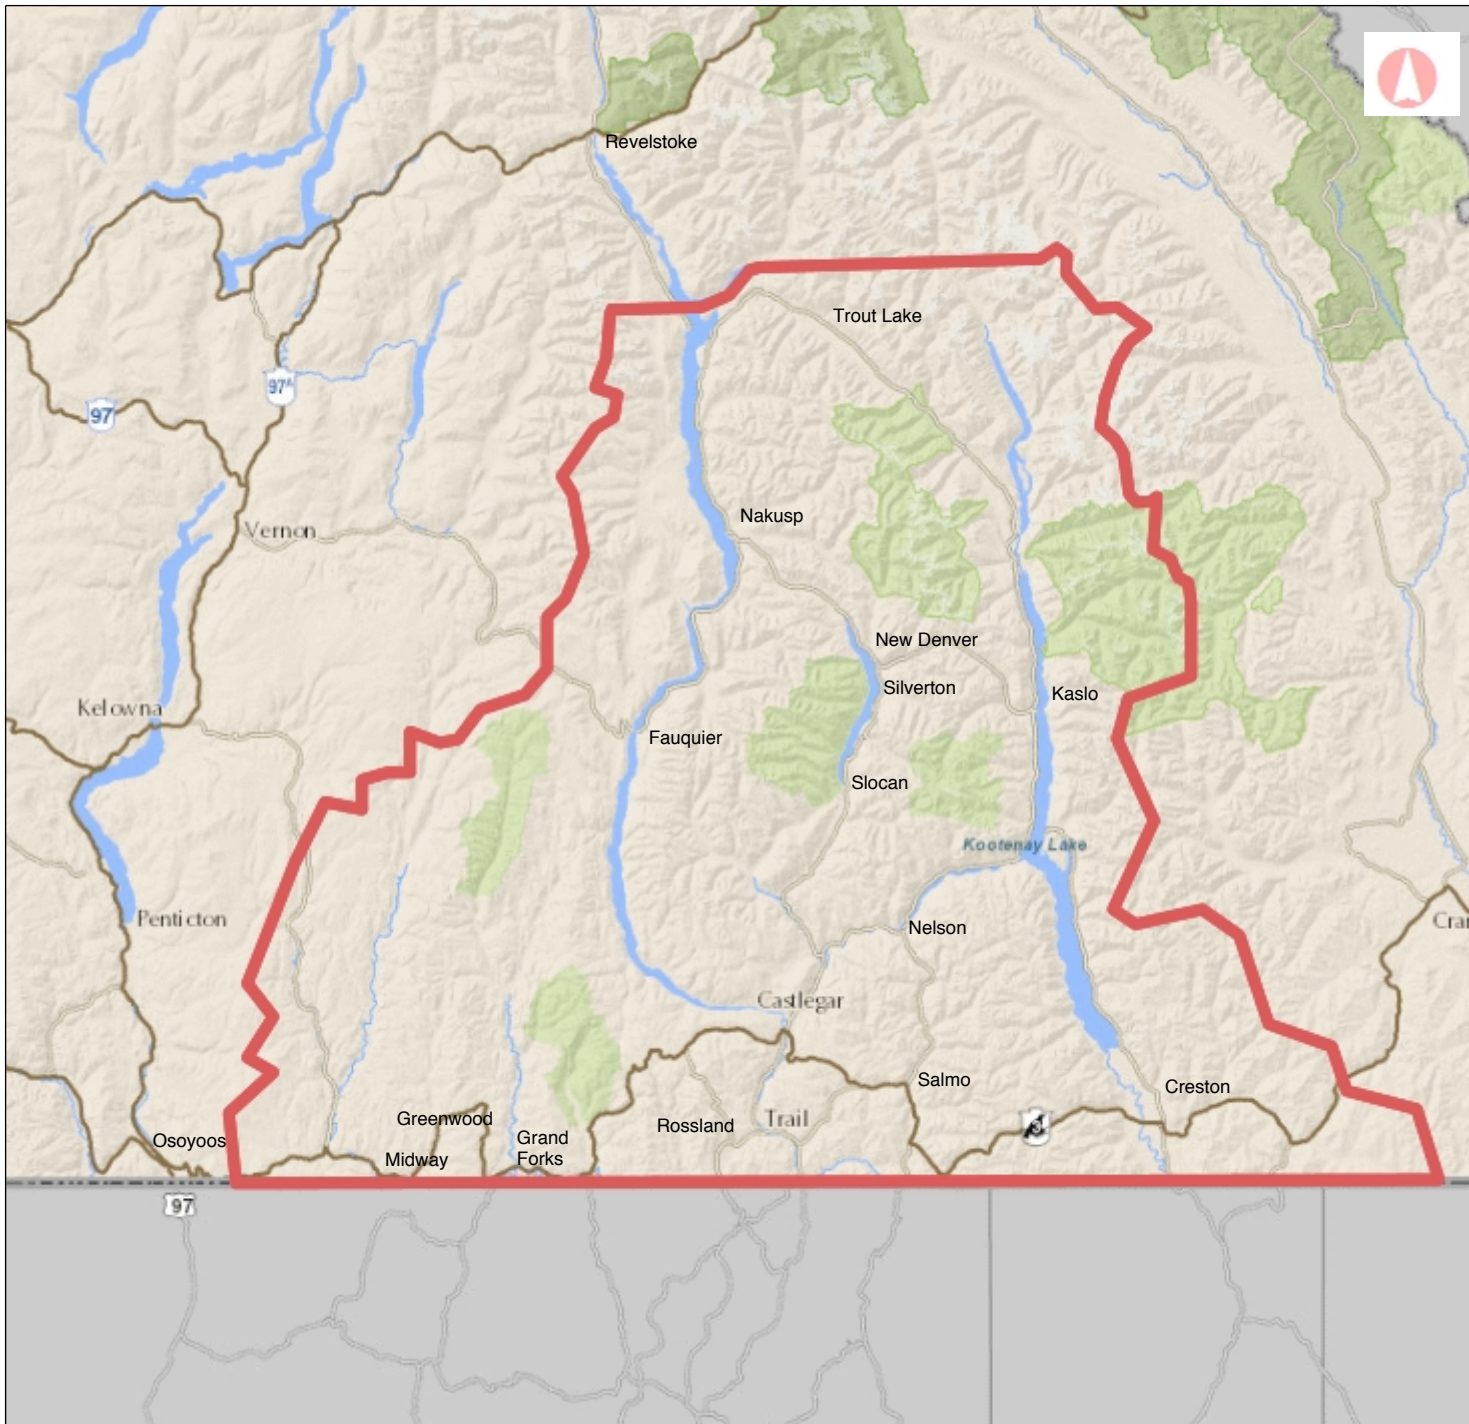 Revelstoke
Trout Lake
97A
97
Nakusp
Vernon
New Denver
Silverton
Kaslo
Kelowna
Fauquier
Slocan
Kootenay Lake
Penticton
Nelson
Cran
Castlegar
Salmo
Creston
Greenwood
Rossland
Trail
Osoyoos
Grand
Forks
Midway
97